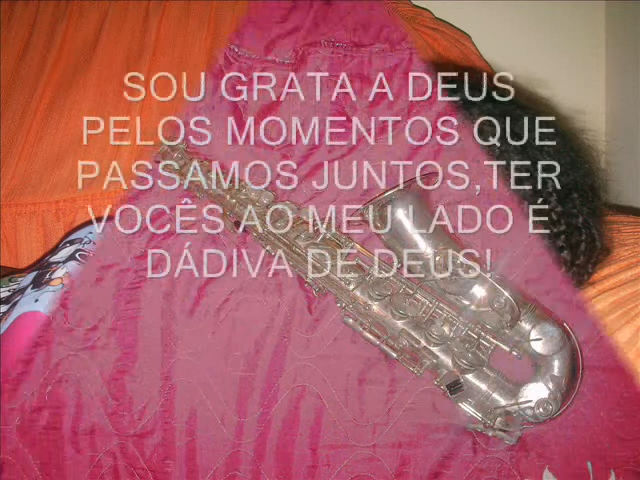 SOU GRATA A DEUS
PELOS MOMENTOS QUE
PASSAMOS JUNTOS,TER
VOCÊS AO MEU LADO É
DÁDIVA DE DEUS!